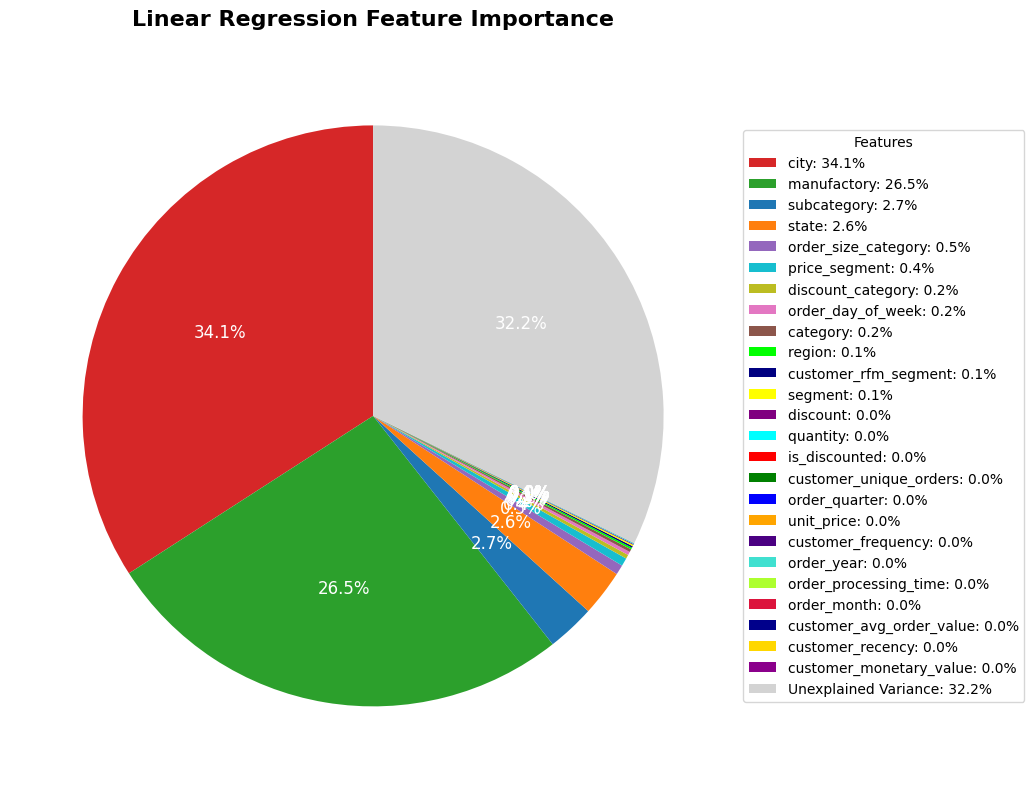 Linear Regression Feature Importance
32.2%
34.1%
26.5%
2.7%
2.6%
0.5%
Features
city: 34.1%
manufactory: 26.5%
subcategory: 2.7%
state: 2.6%
order_size_category: 0.5%
price_segment: 0.4%
discount_category: 0.2%
order_day_of_week: 0.2%
category: 0.2%
region: 0.1%
customer_rfm_segment: 0.1%
segment: 0.1%
discount: 0.0%
quantity: 0.0%
is_discounted: 0.0%
customer_unique_orders: 0.0%
order_quarter: 0.0%
unit_price: 0.0%
customer_frequency: 0.0%
order_year: 0.0%
order_processing_time: 0.0%
order_month: 0.0%
customer_avg_order_value: 0.0%
customer_recency: 0.0%
customer_monetary_value: 0.0%
Unexplained Variance: 32.2%